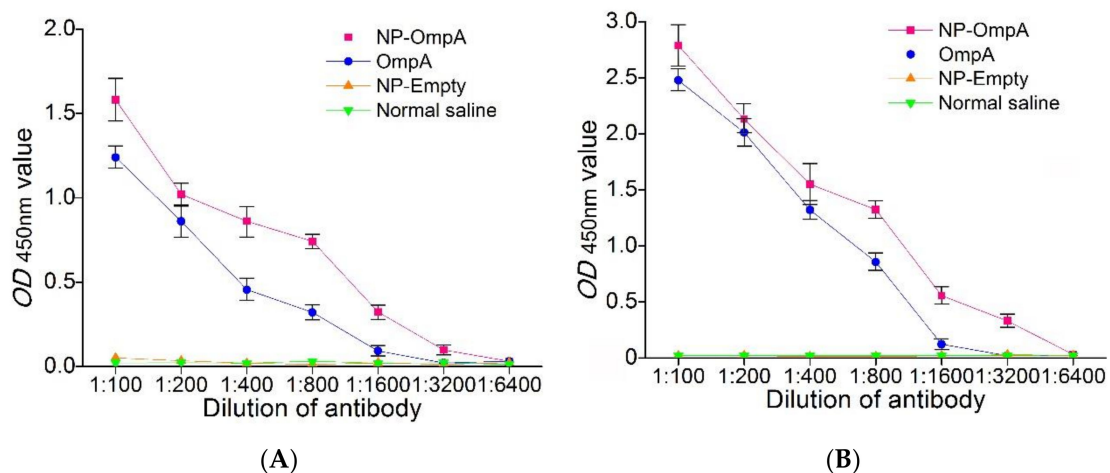 2.0
1.5
1.0
0.5
0.0
OD 450nm value
NP-OmpA
OmpA
NP-Empty
Normal saline
1:100 1:200 1:400 1:800 1:1600 1:3200 1:6400
Dilution of antibody
(A)
3.0
2.5
2.0
1.5
1.0
0.5
0
OD 450nm value
NP-OmpA
OmpA
NP-Empty
Normal saline
1:100 1:200 1:400 1:800 1:1600 1:3200 1:6400
Dilution of antibody
(B)